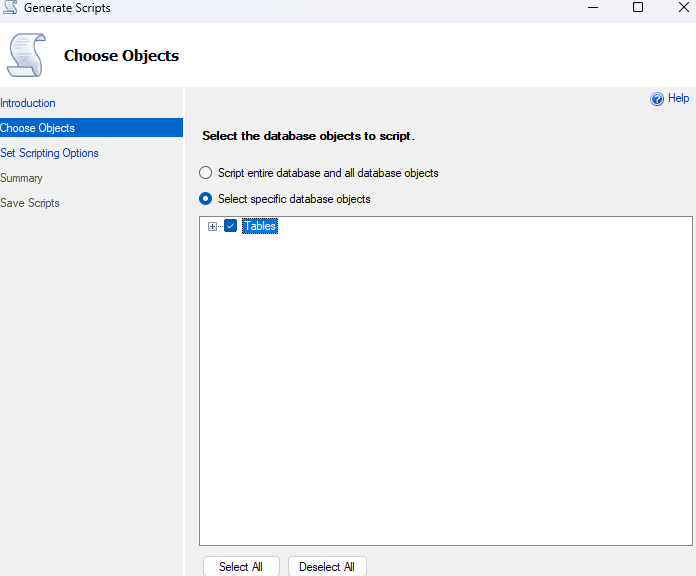 Generate Scripts
Choose Objects
Introduction
Choose Objects
Set Scripting Options
Summary
Save Scripts
Help
Select the database objects to script.
Script entire database and all database objects
Select specific database objects
Tables
Select All
Deselect All